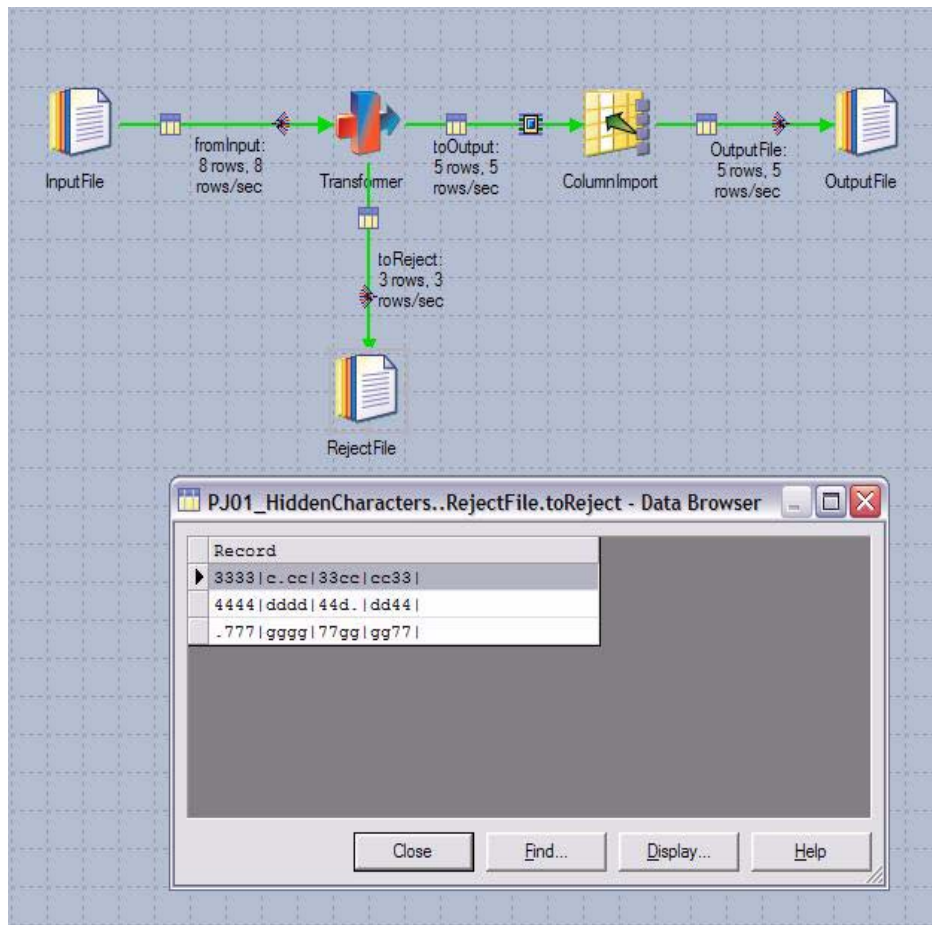 InputFile
fromInput:
8 rows, 8
rows/sec
Transformer
toOutput:
5 rows, 5
rows/sec
ColumnImport
OutputFile:
5 rows, 5
rows/sec
OutputFile
toReject:
3 rows, 3
rows/sec
RejectFile
PJ01_HiddenCharacters..RejectFile.toReject - Data Browser
Record
3333|c.cc|33cc|cc33|
4444|dddd|44d.|dd44|
.777|gggg|77gg|gg77|
Close
Find...
Display...
Help